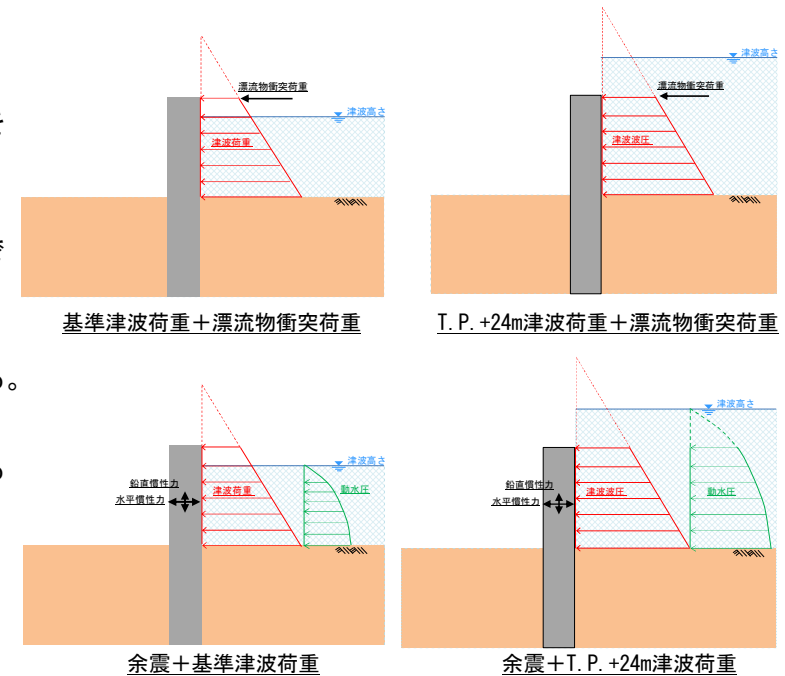 津波高さ
漂流物衝突荷重
津波高さ
津波荷重
漂流物衝突荷重
津波波圧
基準津波荷重＋漂流物衝突荷重
T.P.+24m津波荷重＋漂流物衝突荷重
る。
津波高さ
鉛直慣性力
水平慣性力
津波荷重
動水圧
津波高さ
鉛直慣性力
水平慣性力
津波波圧
動水圧
余震＋基準津波荷重
余震＋T.P.+24m津波荷重